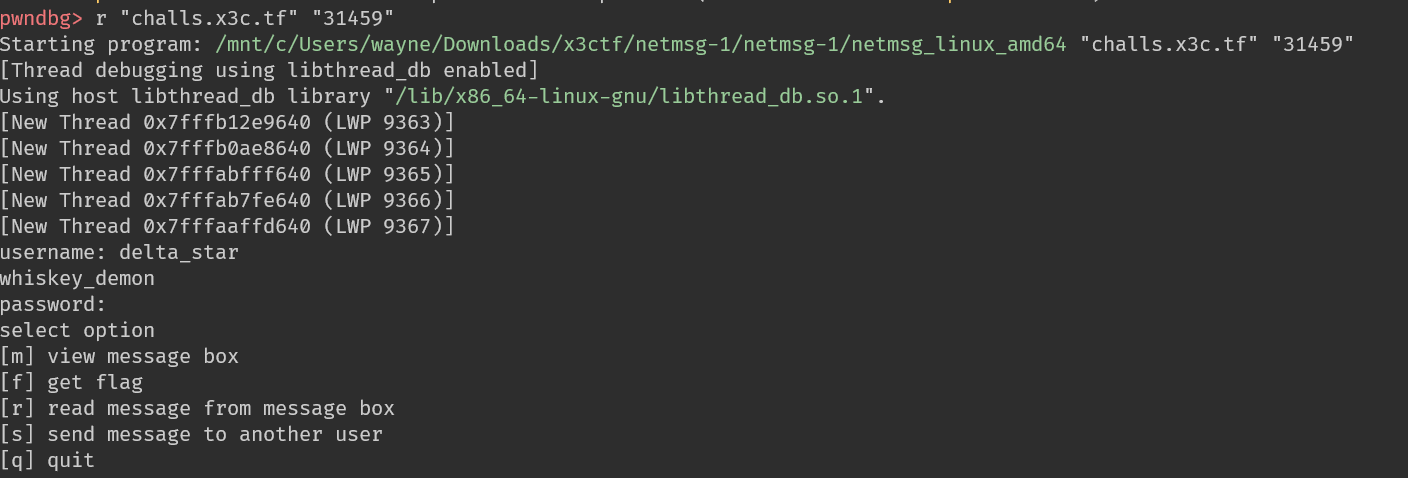 pwndbg> r "challs.x3c.tf" "31459"
Starting program: /mnt/c/Users/wayne/Downloads/x3ctf/netmsg-1/netmsg-1/netmsg_linux_amd64 "challs.x3c.tf" "31459"
[Thread debugging using libthread_db enabled]
Using host libthread_db library "/lib/x86_64-linux-gnu/libthread_db.so.1".
[New Thread 0x7fffb12e9640 (LWP 9363)]
[New Thread 0x7fffb0ae8640 (LWP 9364)]
[New Thread 0x7fffabfff640 (LWP 9365)]
[New Thread 0x7fffab7fe640 (LWP 9366)]
[New Thread 0x7fffaaffd640 (LWP 9367)]
username: delta_star
whiskey_demon
password:
select option
[m] view message box
[f] get flag
[r] read message from message box
[s] send message to another user
[q] quit